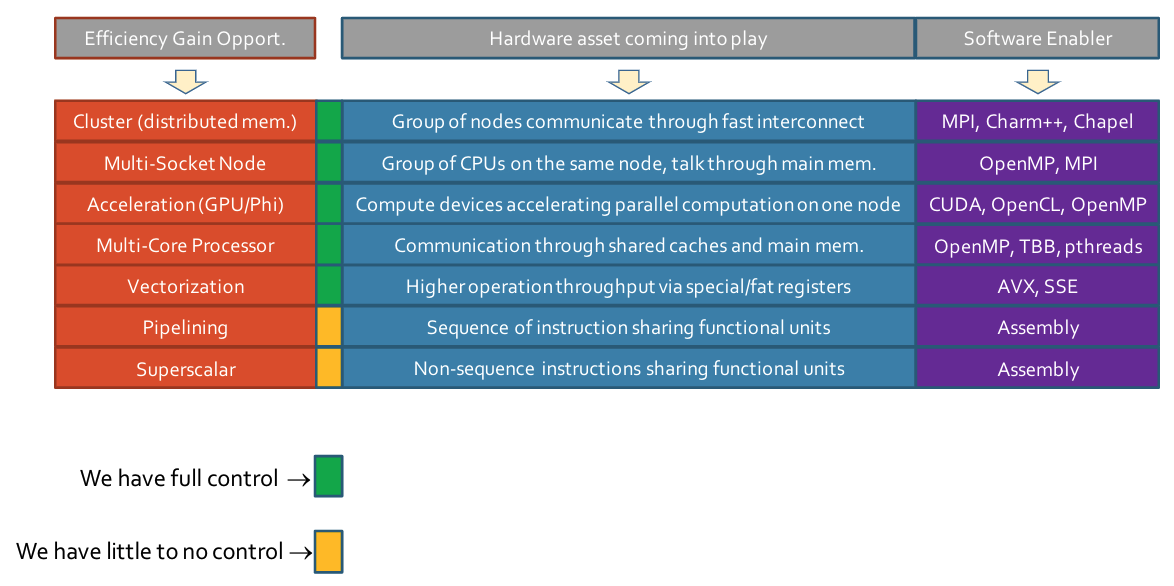 Efficiency Gain Opport. Hardware asset coming into play Software Enabler
Cluster (distributed mem.) Group of nodes communicate through fast interconnect MPI, Charm++, Chapel
Multi-Socket Node Group of CPUs on the same node, talk through main mem. OpenMP, MPI
Acceleration (GPU/Phi) Compute devices accelerating parallel computation on one node CUDA, OpenCL, OpenMP
Multi-Core Processor Communication through shared caches and main mem. OpenMP, TBB, pthreads
Vectorization Higher operation throughput via special/fat registers AVX, SSE
Pipelining Sequence of instruction sharing functional units Assembly
Superscalar Non-sequence instructions sharing functional units Assembly
We have full control →
We have little to no control →